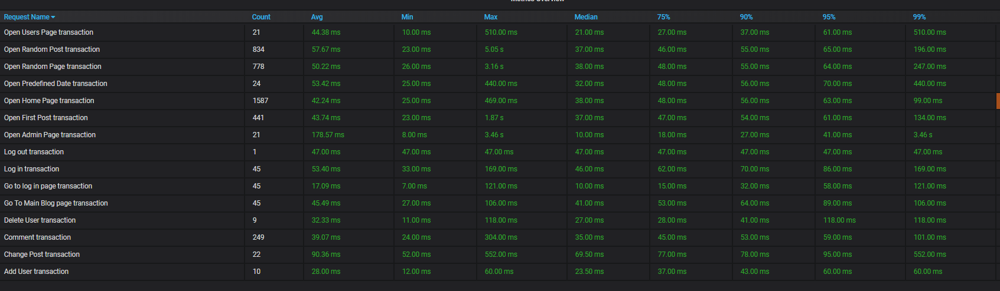 Metrics Overview
Request Name Count Avg Min Max Median 75% 90% 95% 99%
Open Users Page transaction 21 44.38 ms 10.00 ms 510.00 ms 21.00 ms 27.00 ms 37.00 ms 61.00 ms 510.00 ms
Open Random Post transaction 834 57.67 ms 23.00 ms 5.05 s 37.00 ms 46.00 ms 55.00 ms 65.00 ms 196.00 ms
Open Random Page transaction 778 50.22 ms 26.00 ms 3.16 s 38.00 ms 48.00 ms 55.00 ms 64.00 ms 247.00 ms
Open Predefined Date transaction 24 53.42 ms 25.00 ms 440.00 ms 32.00 ms 48.00 ms 56.00 ms 70.00 ms 440.00 ms
Open Home Page transaction 1587 42.24 ms 25.00 ms 469.00 ms 38.00 ms 48.00 ms 56.00 ms 63.00 ms 99.00 ms
Open First Post transaction 441 43.74 ms 23.00 ms 1.87 s 37.00 ms 47.00 ms 54.00 ms 61.00 ms 134.00 ms
Open Admin Page transaction 21 178.57 ms 8.00 ms 3.46 s 10.00 ms 18.00 ms 27.00 ms 41.00 ms 3.46 s
Log out transaction 1 47.00 ms 47.00 ms 47.00 ms 47.00 ms 47.00 ms 47.00 ms 47.00 ms 47.00 ms
Log in transaction 45 53.40 ms 33.00 ms 169.00 ms 46.00 ms 62.00 ms 70.00 ms 86.00 ms 169.00 ms
Go to log in page transaction 45 17.09 ms 7.00 ms 121.00 ms 10.00 ms 15.00 ms 32.00 ms 58.00 ms 121.00 ms
Go To Main Blog page transaction 45 45.49 ms 27.00 ms 106.00 ms 41.00 ms 53.00 ms 64.00 ms 89.00 ms 106.00 ms
Delete User transaction 9 32.33 ms 11.00 ms 118.00 ms 27.00 ms 28.00 ms 41.00 ms 118.00 ms 118.00 ms
Comment transaction 249 39.07 ms 24.00 ms 304.00 ms 35.00 ms 45.00 ms 53.00 ms 59.00 ms 101.00 ms
Change Post transaction 22 90.36 ms 52.00 ms 552.00 ms 69.50 ms 77.00 ms 78.00 ms 95.00 ms 552.00 ms
Add User transaction 10 28.00 ms 12.00 ms 60.00 ms 23.50 ms 37.00 ms 43.00 ms 60.00 ms 60.00 ms